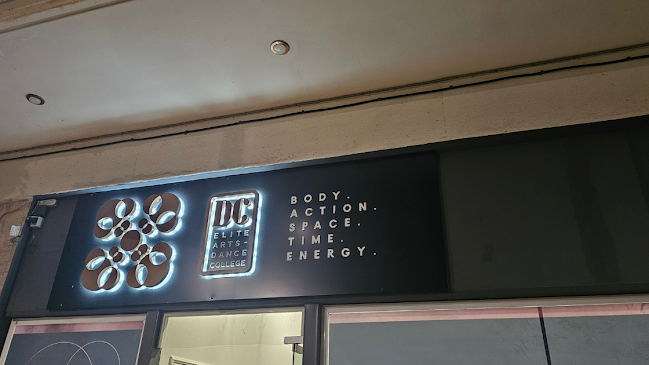 DC
ELITE
ARTS-
DANCE
COLLEGE
BODY.
ACTION.
SPACE.
TIME.
ENERGY.